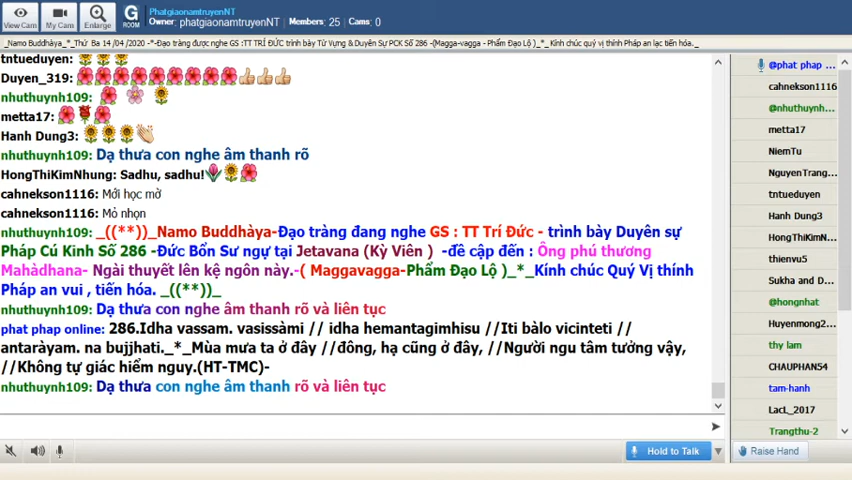 PhatgiaonamtruyenNT
Owner: phatgiaonamtruyenNT Members: 25 Cams: 0
View Cam My Cam Enlarge G ROOM
_Namo Buddhàya_*_Thứ Ba 14 /04 /2020 -*-Đạo tràng được nghe GS :TT TRÍ ĐỨC trình bày Từ Vựng & Duyên Sự PCK Số 286 -(Magga-vagga - Phẩm Đạo Lộ )_*_ Kính chúc quý vị thính Pháp an lạc tiến hóa._
tntueduyen:
Duyen_319:
nhuthuynh109:
metta17:
Hanh Dung3:
nhuthuynh109: Dạ thưa con nghe âm thanh rõ
HongThiKimNhung: Sadhu, sadhu!
cahnekson1116: Mới học mờ
cahnekson1116: Mỏ nhọn
nhuthuynh109: _((**))_Namo Buddhàya-Đạo tràng đang nghe GS : TT Trí Đức - trình bày Duyên sự
Pháp Cú Kinh Số 286 -Đức Bổn Sư ngự tại Jetavana (Kỳ Viên ) -đề cập đến : Ông phú thương
Mahàdhana- Ngài thuyết lên kệ ngôn này.-( Maggavagga-Phẩm Đạo Lộ )_*_Kính chúc Quý Vị thính
Pháp an vui , tiến hóa. _((**))_
nhuthuynh109: Dạ thưa con nghe âm thanh rõ và liên tục
phat phap online: 286.Idha vassam. vasissàmi // idha hemantagimhisu //Iti bàlo vicinteti //
antaràyam. na bujjhati._*_Mùa mưa ta ở đây //đông, hạ cũng ở đây, //Người ngu tâm tưởng vậy,
//Không tự giác hiểm nguy.(HT-TMC)-
nhuthuynh109: Dạ thưa con nghe âm thanh rõ và liên tục
@phat phap ...
cahnekson1116
@nhuthuynh...
metta17
NiemTu
NguyenTrang...
tntueduyen
Hanh Dung3
HongThiKimN...
thienvu5
Sukha and D...
@hongnhat
Huyenmong2...
thy lam
CHAUPHAN54
tam-hanh
LacL_2017
Trangthu-2
Hold to Talk
Raise Hand